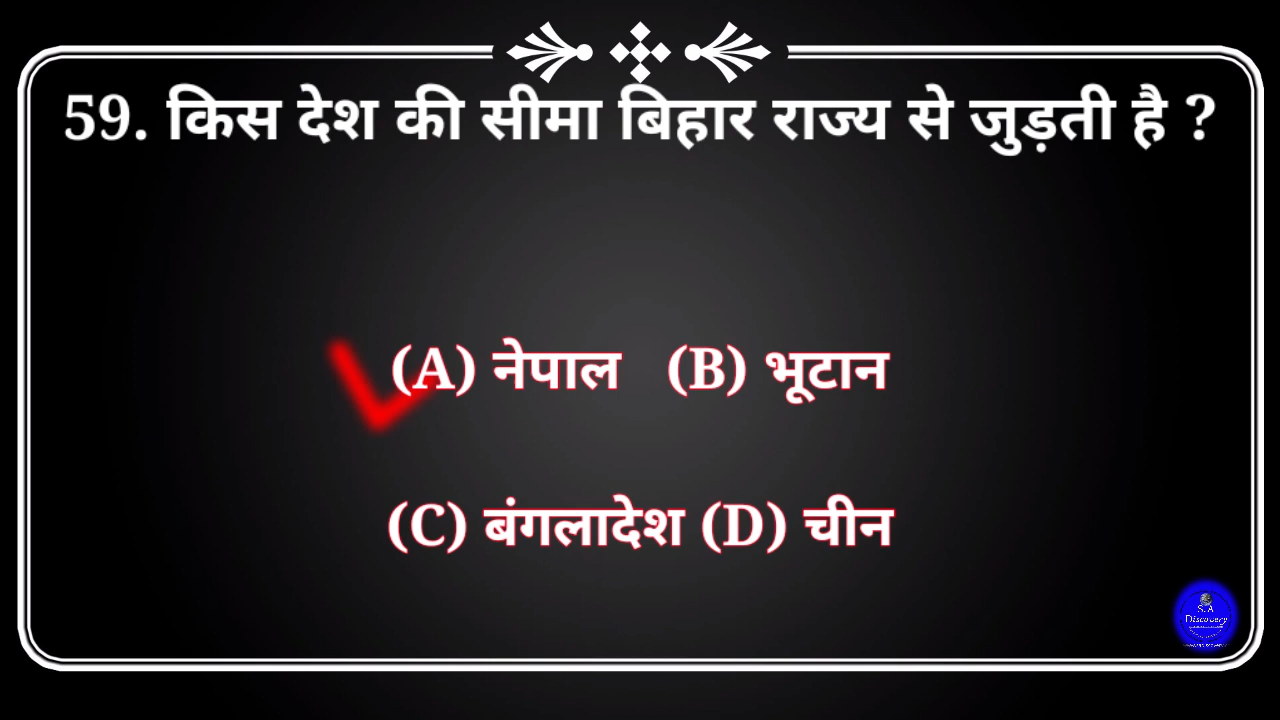 59. किस देश की सीमा बिहार राज्य से जुड़ती है ?
(A) नेपाल (B) भूटान
(C) बंगलादेश (D) चीन
S. A
Discovery